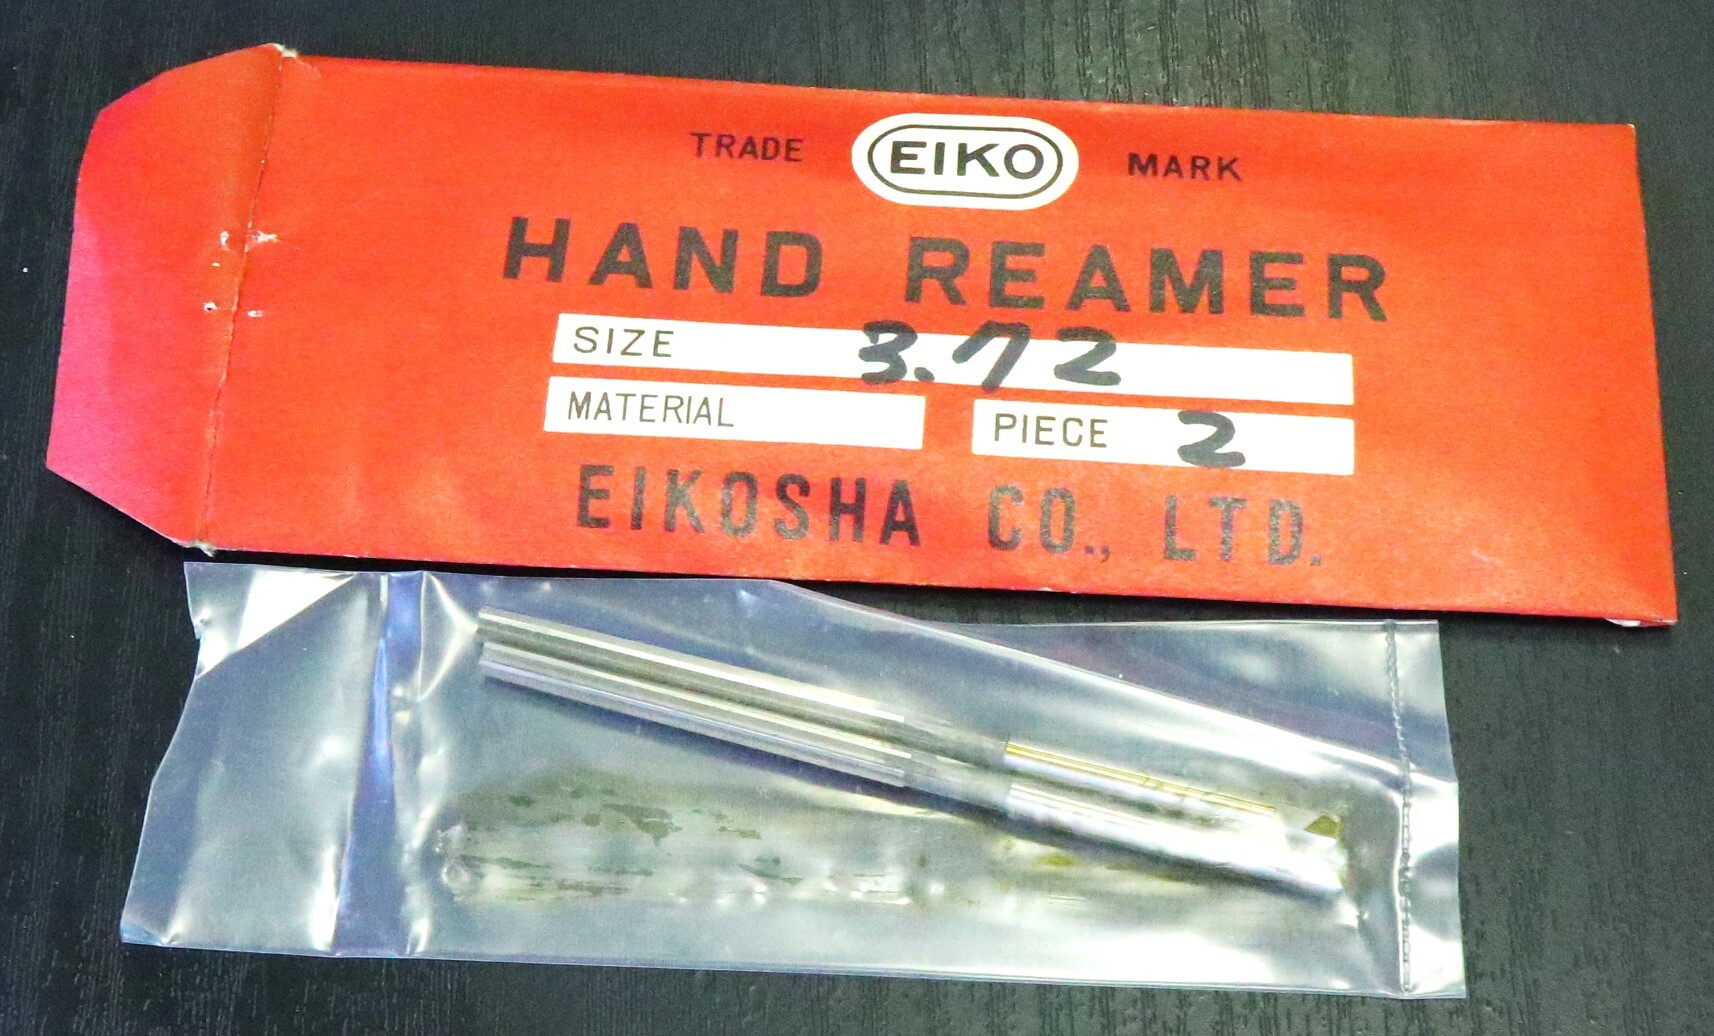 TRADE EIKO MARK
HAND REAMER
SIZE 3.72
MATERIAL PIECE 2
EIKOSHA CO., LTD.